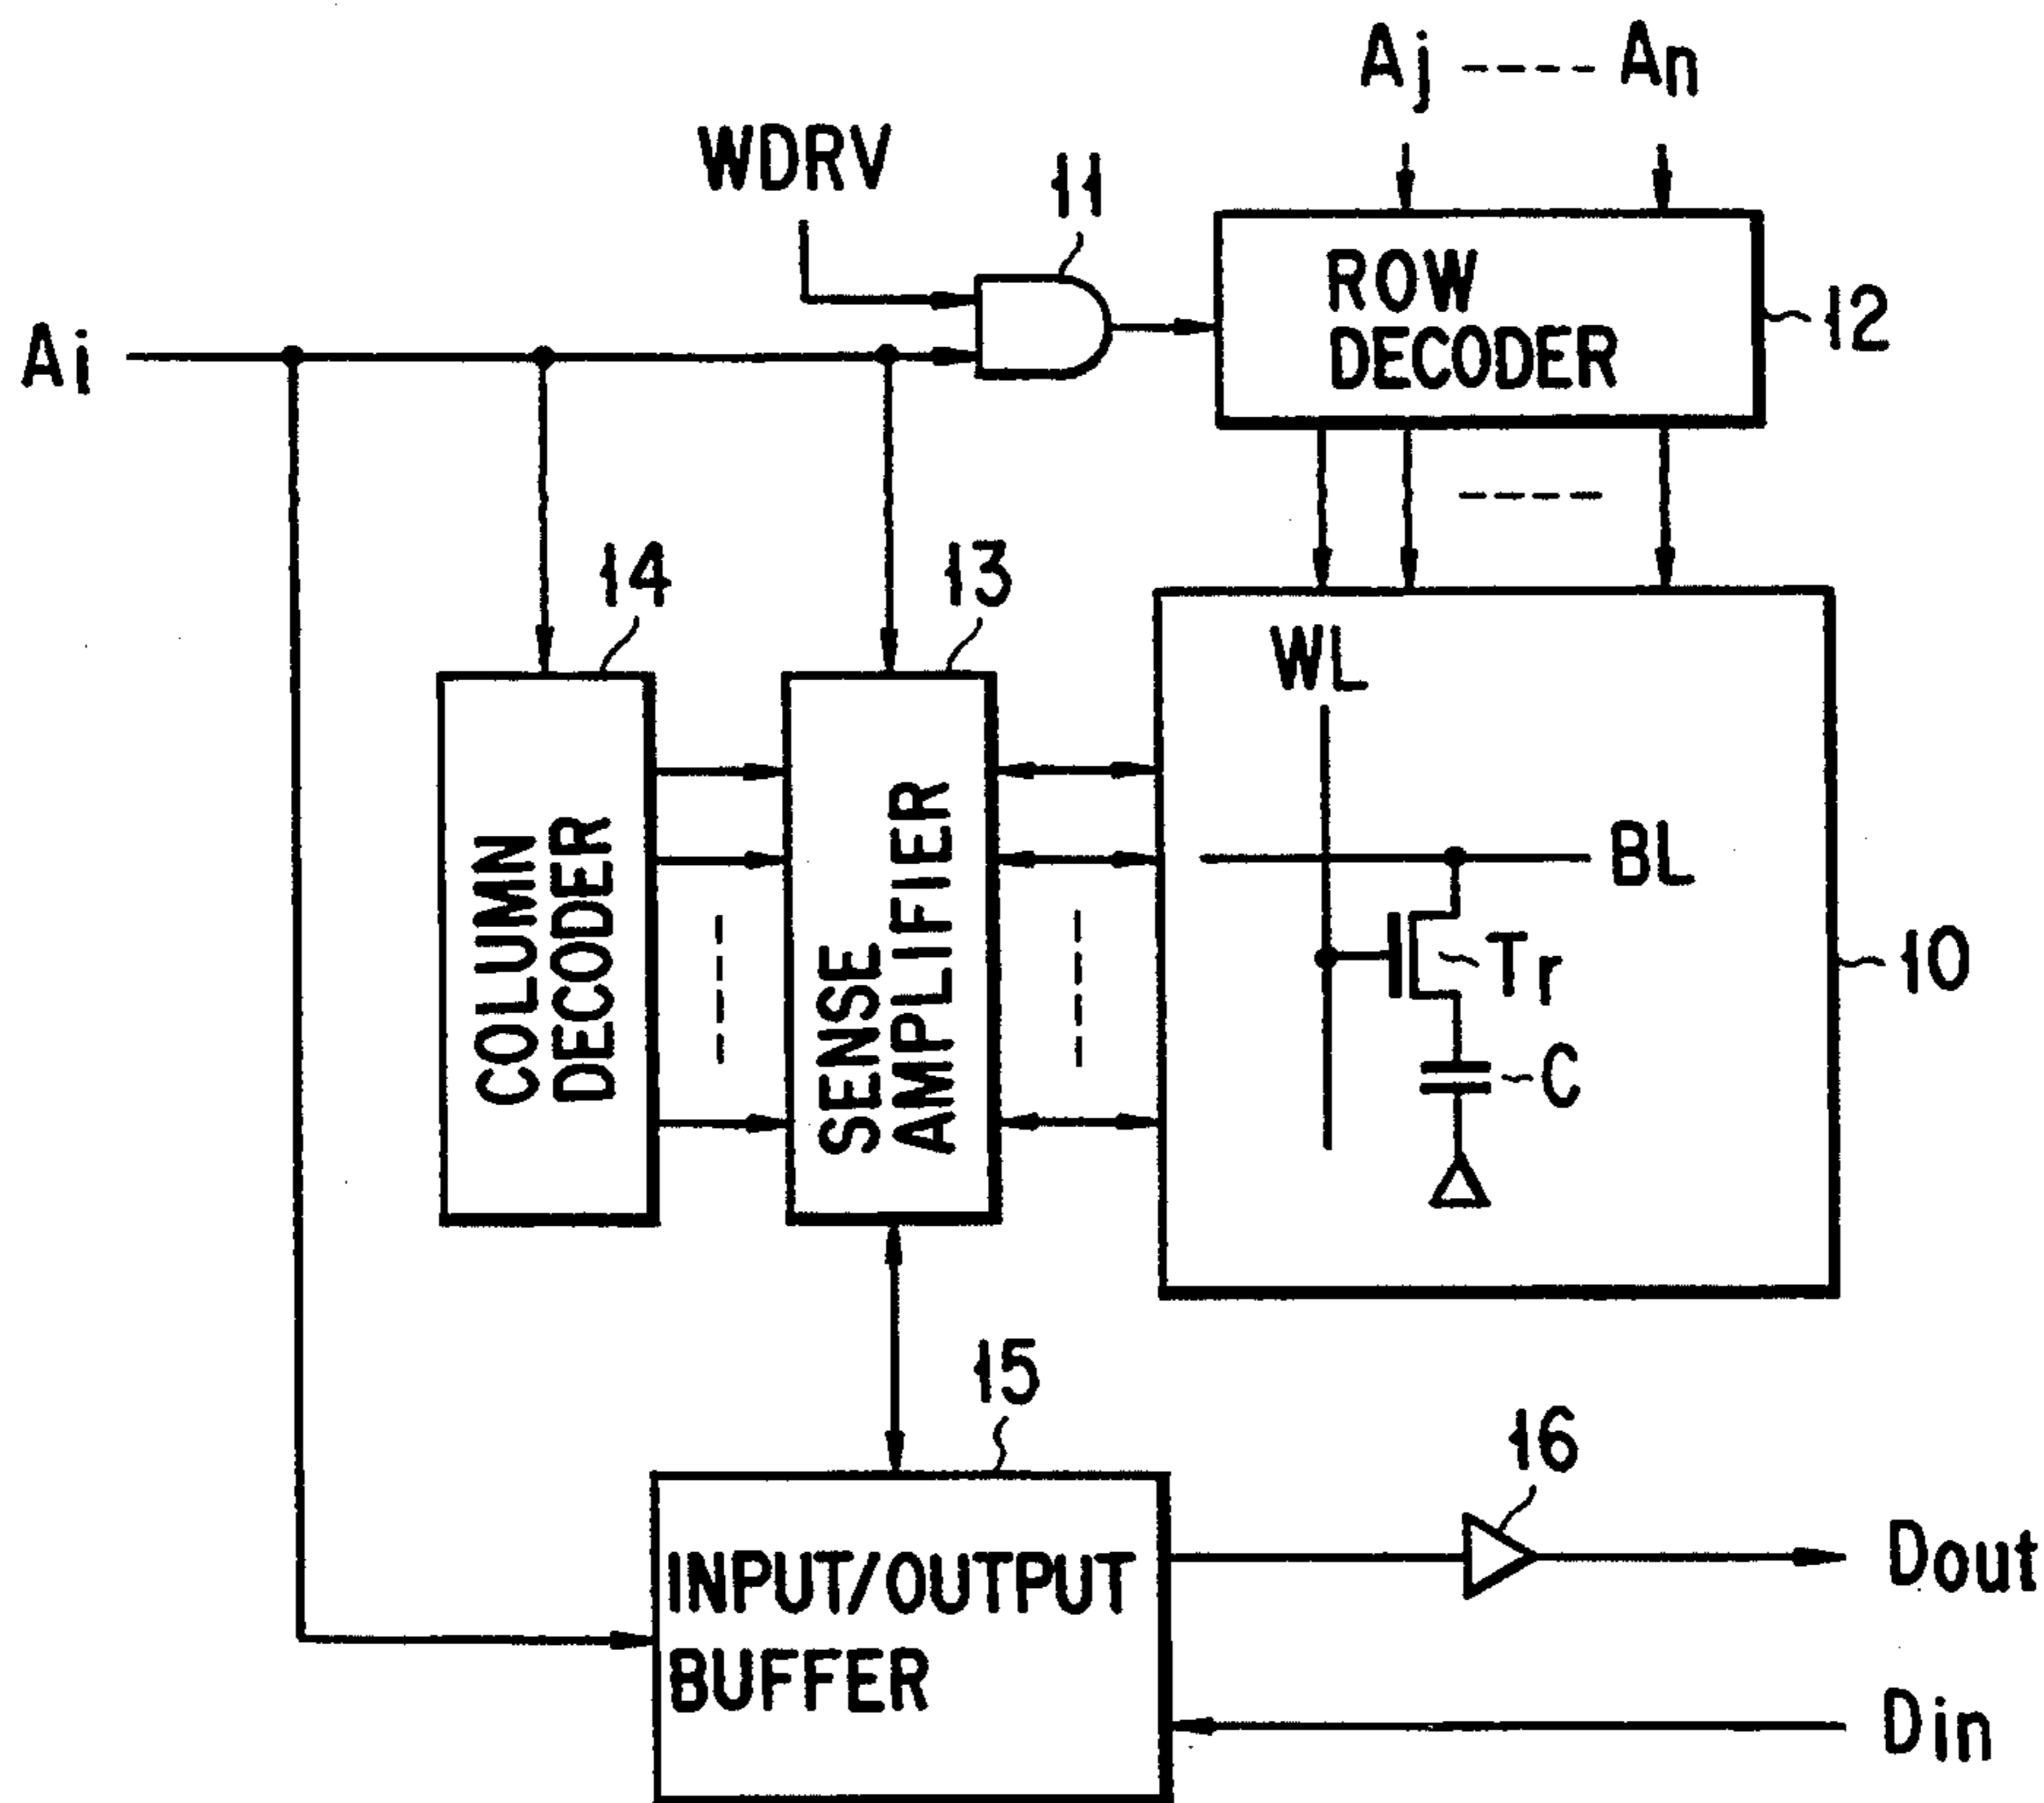 Aj ---- An
WDRV
11
ROW
DECODER
12
Ai
14
13
WL
COLUMN
DECODER
SENSE
AMPLIFIER
BL
Tr
10
C
15
16
INPUT/OUTPUT
BUFFER
Dout
Din